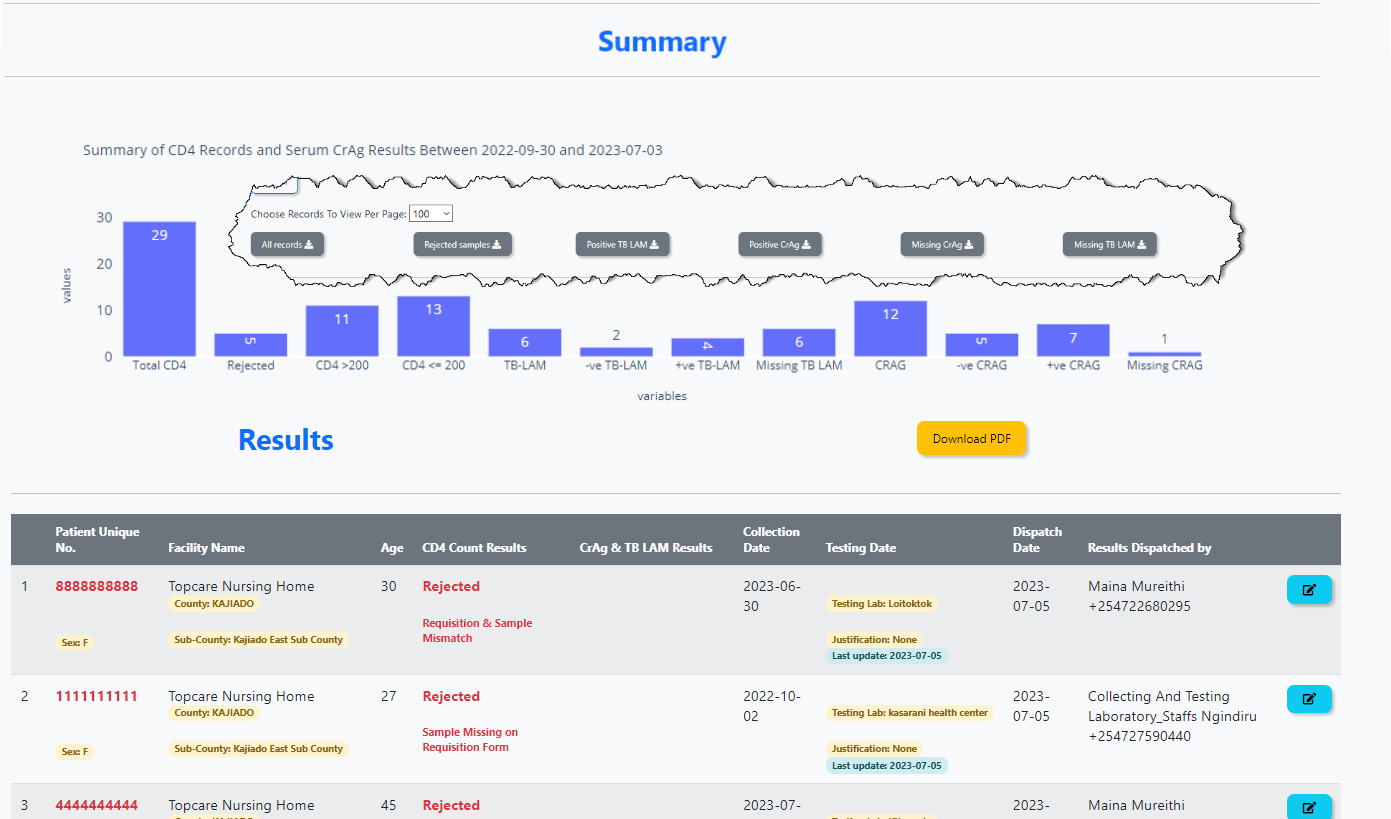 Summary
Summary of CD4 Records and Serum CrAg Results Between 2022-09-30 and 2023-07-03
Choose Records To View Per Page: 100
All records Rejected samples Positive TB LAM Positive CrAg Missing CrAg Missing TB LAM
values
30
20
10
0
29
5
11
13
6
2
4
6
12
5
7
1
Total CD4 Rejected CD4 >200 CD4 <= 200 TB-LAM -ve TB-LAM +ve TB-LAM Missing TB LAM CRAG -ve CRAG +ve CRAG Missing CRAG
variables
Results
Download PDF
Patient Unique No. Facility Name Age CD4 Count Results CrAg & TB LAM Results Collection Date Testing Date Dispatch Date Results Dispatched by
1 8888888888 Topcare Nursing Home 30 Rejected 2023-06- 2023- Maina Mureithi
County: KAJIADO 30 Testing Lab: Loitoktok 07-05 +254722680295
Requisition & Sample
Mismatch
Sex: F Sub-County: Kajiado East Sub County Justification: None
Last update: 2023-07-05
2 1111111111 Topcare Nursing Home 27 Rejected 2022-10- 2023- Collecting And Testing
County: KAJIADO 02 Testing Lab: kasarani health center 07-05 Laboratory_Staffs Ngindiru
+254727590440
Sample Missing on
Requisition Form
Sex: F Sub-County: Kajiado East Sub County Justification: None
Last update: 2023-07-05
3 4444444444 Topcare Nursing Home 45 Rejected 2023-07- 2023- Maina Mureithi